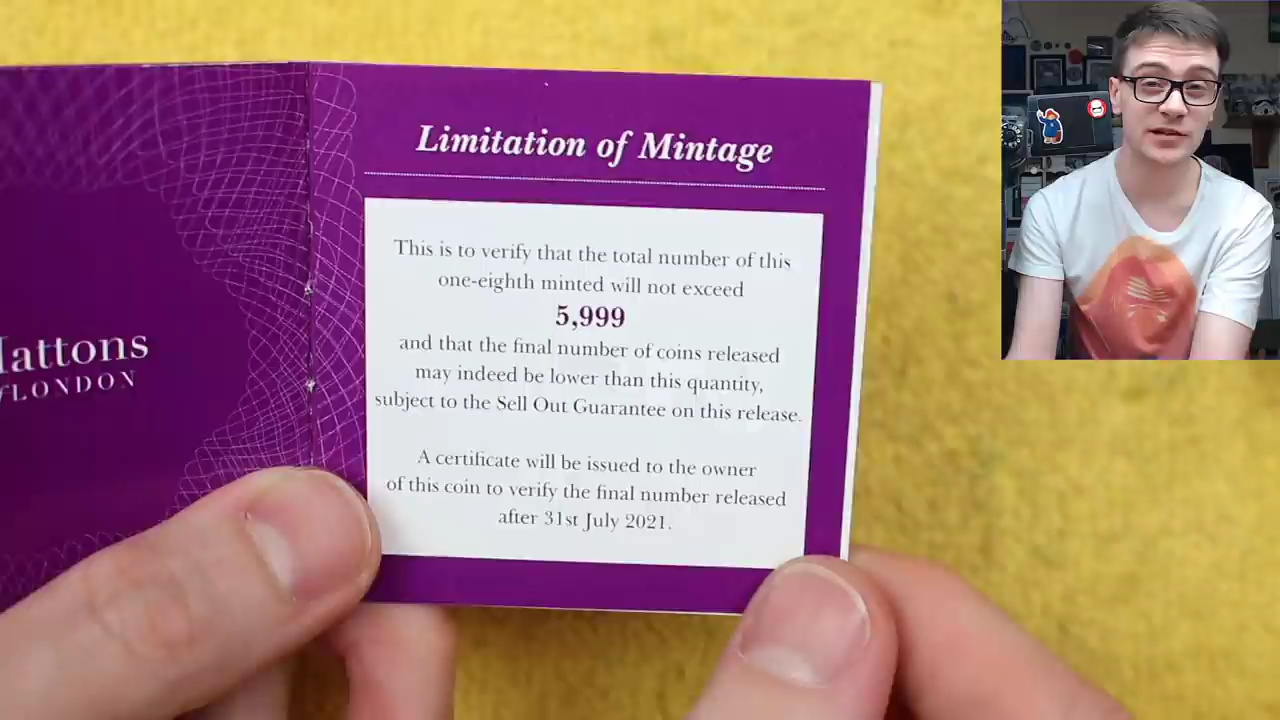 Limitation of Mintage
This is to verify that the total number of this
one-eighth minted will not exceed
5,999
and that the final number of coins released
may indeed be lower than this quantity,
subject to the Sell Out Guarantee on this release.
A certificate will be issued to the owner
of this coin to verify the final number released
after 31st July 2021.
LONDON